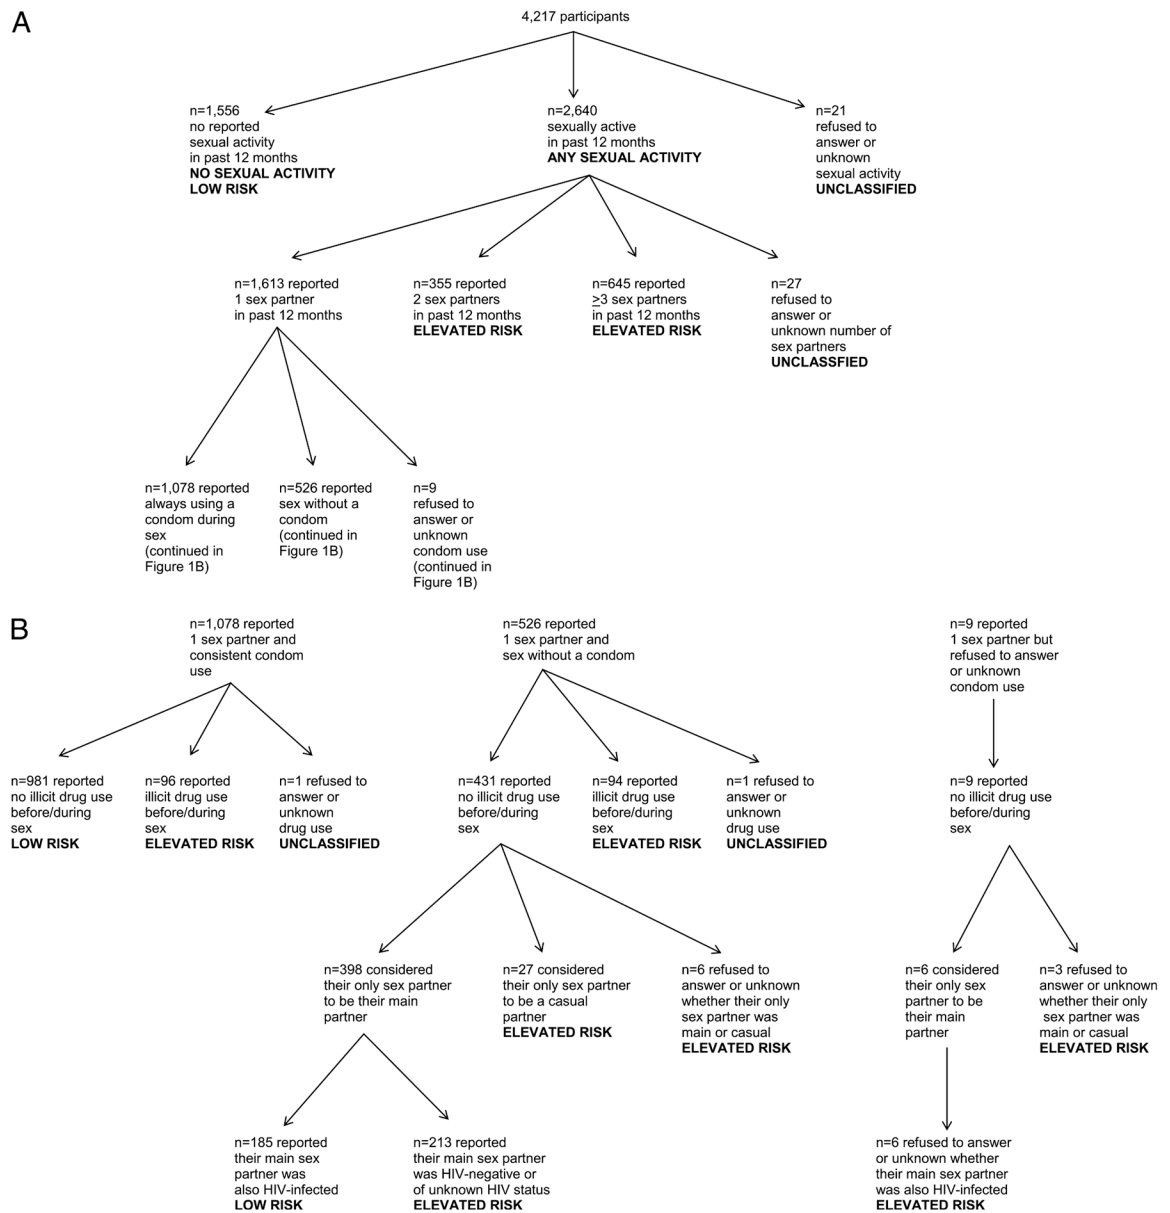 A
4,217 participants
n=1,556
no reported
sexual activity
in past 12 months
NO SEXUAL ACTIVITY
LOW RISK
n=2,640
sexually active
in past 12 months
ANY SEXUAL ACTIVITY
n=21
refused to
answer or
unknown
sexual activity
UNCLASSIFIED
n=1,613 reported
1 sex partner
in past 12 months
n=355 reported
2 sex partners
in past 12 months
ELEVATED RISK
n=645 reported
≥3 sex partners
in past 12 months
ELEVATED RISK
n=27
refused to
answer or
unknown number of
sex partners
UNCLASSFIED
n=1,078 reported
always using a
condom during
sex
(continued in
Figure 1B)
n=526 reported
sex without a
condom
(continued in
Figure 1B)
n=9
refused to
answer or
unknown
condom use
(continued in
Figure 1B)
B
n=1,078 reported
1 sex partner and
consistent condom
use
n=526 reported
1 sex partner and
sex without a condom
n=9 reported
1 sex partner but
refused to answer
or unknown
condom use
n=981 reported
no illicit drug use
before/during
sex
LOW RISK
n=96 reported
illicit drug use
before/during
sex
ELEVATED RISK
n=1 refused to
answer or
unknown
drug use
UNCLASSIFIED
n=431 reported
no illicit drug use
before/during
sex
n=94 reported
illicit drug use
before/during
sex
ELEVATED RISK
n=1 refused to
answer or
unknown
drug use
UNCLASSIFIED
n=9 reported
no illicit drug use
before/during
sex
n=398 considered
their only sex partner
to be their main
partner
n=27 considered
their only sex partner
to be a casual
partner
ELEVATED RISK
n=6 refused to
answer or unknown
whether their only
sex partner was
main or casual
ELEVATED RISK
n=6 considered
their only sex
partner to be
their main
partner
n=3 refused to
answer or unknown
whether their only
sex partner was
main or casual
ELEVATED RISK
n=185 reported
their main sex
partner was
also HIV-infected
LOW RISK
n=213 reported
their main sex partner
was HIV-negative or
of unknown HIV status
ELEVATED RISK
n=6 refused to answer
or unknown whether
their main sex partner
was also HIV-infected
ELEVATED RISK